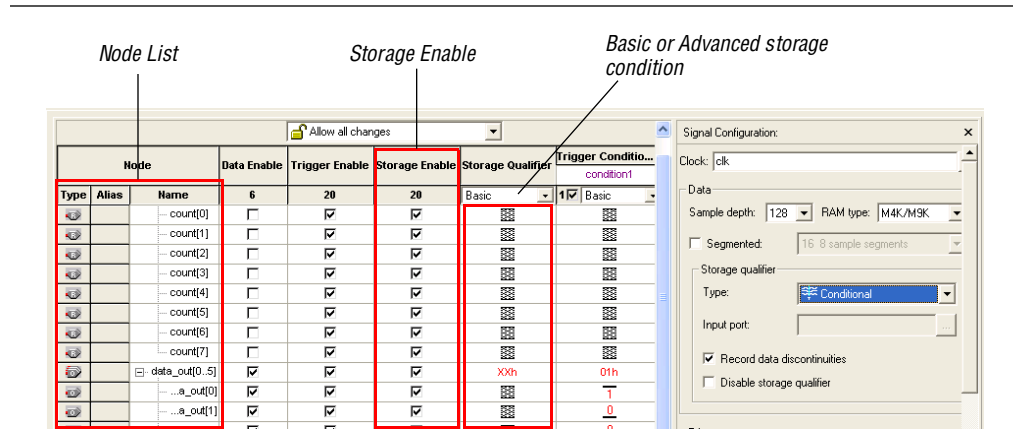 Node List
Storage Enable
Basic or Advanced storage
condition
Allow all changes
Node Data Enable Trigger Enable Storage Enable Storage Qualifier Trigger Conditio...
condition1
Type Alias Name 6 20 20 Basic 1 Basic
count[0]
count[1]
count[2]
count[3]
count[4]
count[5]
count[6]
count[7]
data_out[0..5] XXh 01h
...a_out[0] 1
...a_out[1] 0
Signal Configuration:
Clock: clk
Data
Sample depth: 128 RAM type: M4K/M9K
Segmented: 16 8 sample segments
Storage qualifier
Type: Conditional
Input port: ...
Record data discontinuities
Disable storage qualifier